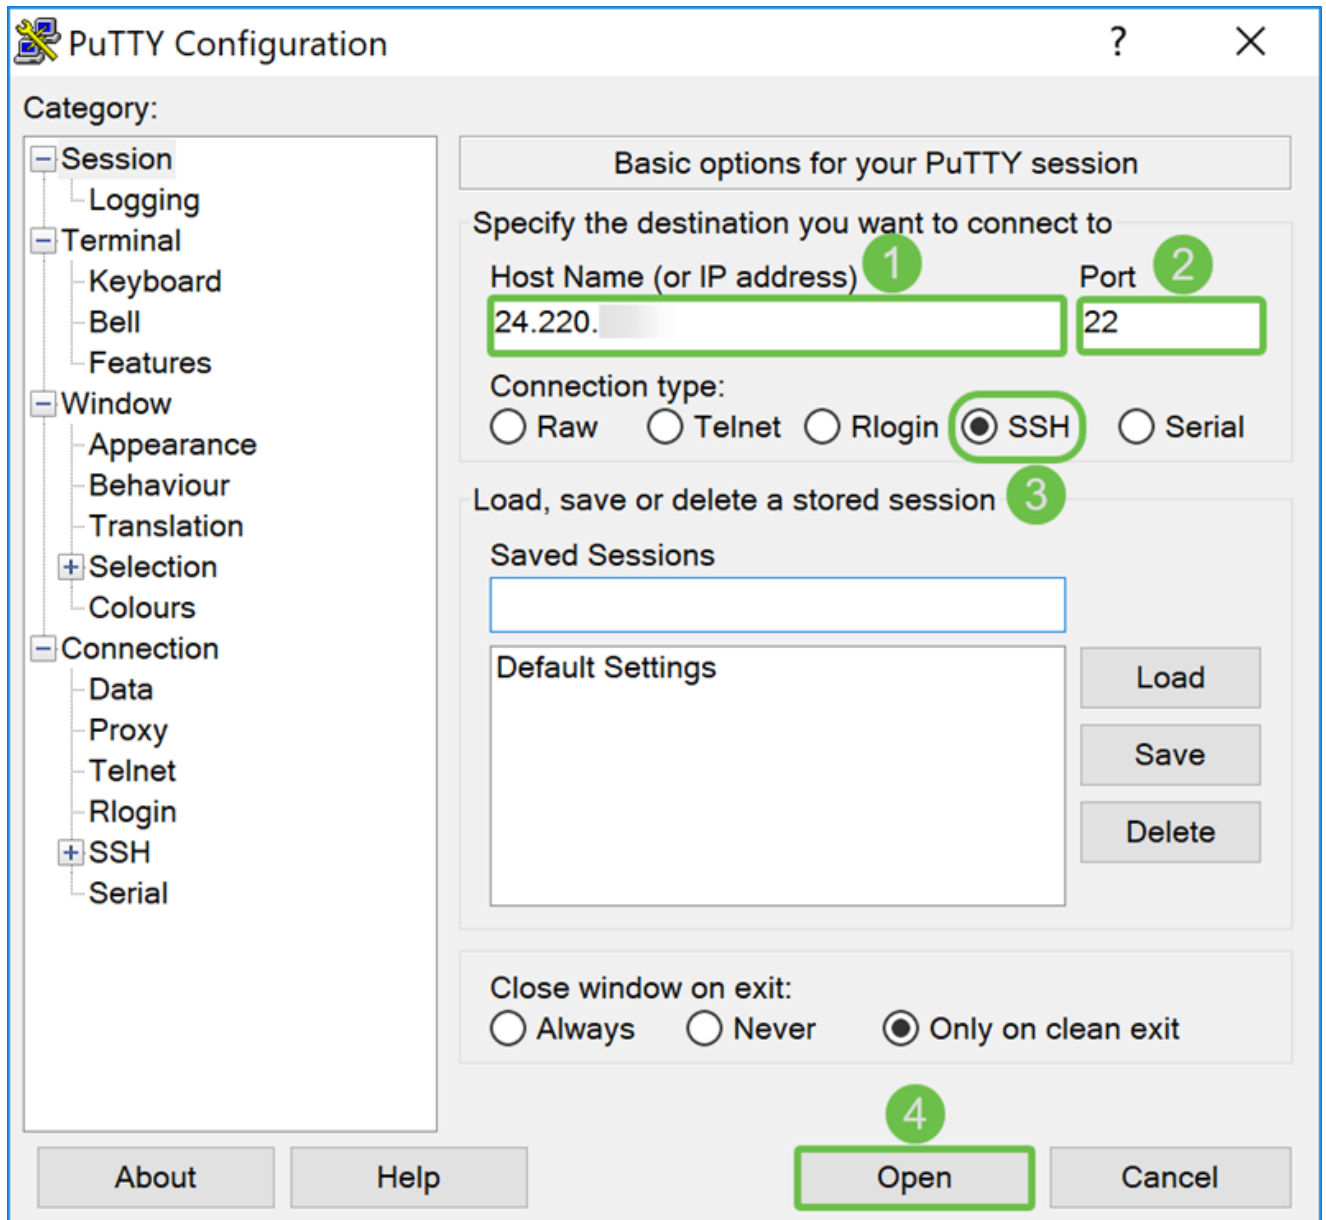 PuTTY Configuration
?
Category:
Session
Logging
Terminal
Keyboard
Bell
Features
Window
Appearance
Behaviour
Translation
Selection
Colours
Connection
Data
Proxy
Telnet
Rlogin
SSH
Serial
Basic options for your PuTTY session
Specify the destination you want to connect to
Host Name (or IP address) 1 Port 2
24.220. 22
Connection type:
Raw Telnet Rlogin SSH Serial
Load, save or delete a stored session 3
Saved Sessions
Default Settings
Load
Save
Delete
Close window on exit:
Always Never Only on clean exit
4
About Help Open Cancel